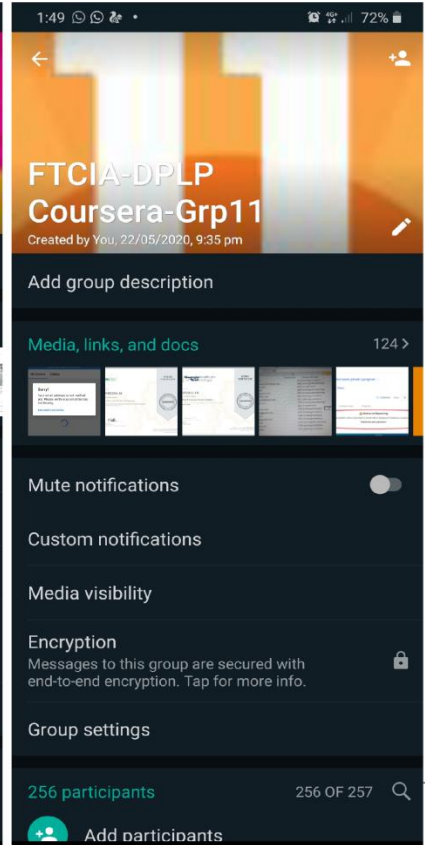 1:49
4G+
72%
FTCIA-DPLP
Coursera-Grp11
Created by You, 22/05/2020, 9:35 pm
Add group description
Media, links, and docs 124 >
Sorry!
Mute notifications
Custom notifications
Media visibility
Encryption
Messages to this group are secured with
end-to-end encryption. Tap for more info.
Group settings
256 participants 256 OF 257
Add participants